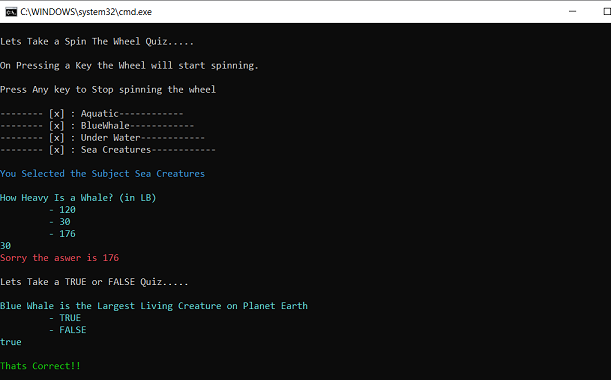 C:\WINDOWS\system32\cmd.exe
Lets Take a Spin The Wheel Quiz.....
On Pressing a Key the Wheel will start spinning.
Press Any key to Stop spinning the wheel
-------- [x] : Aquatic------------
-------- [x] : BlueWhale------------
-------- [x] : Under Water------------
-------- [x] : Sea Creatures------------
You Selected the Subject Sea Creatures
How Heavy Is a Whale? (in LB)
- 120
- 30
- 176
30
Sorry the aswer is 176
Lets Take a TRUE or FALSE Quiz.....
Blue Whale is the Largest Living Creature on Planet Earth
- TRUE
- FALSE
true
Thats Correct!!